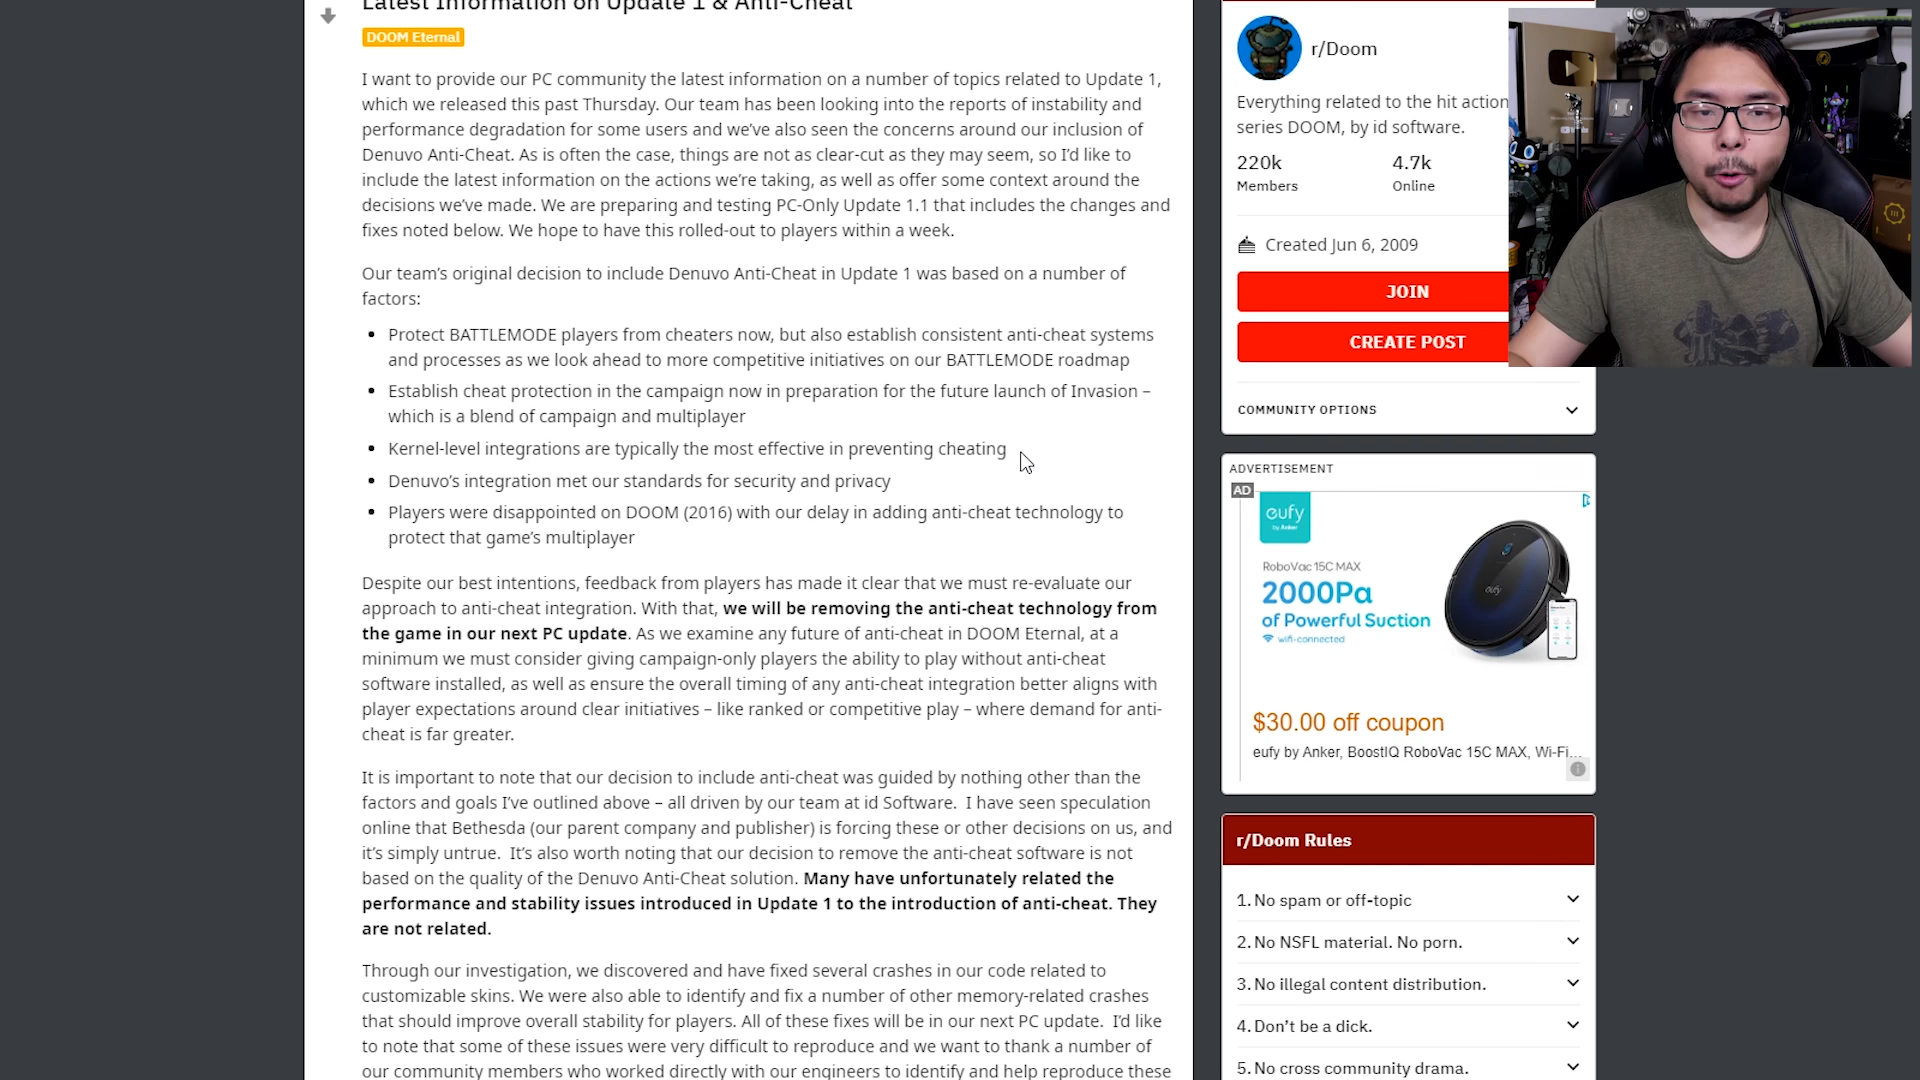 Latest Information on Update 1 & Anti-Cheat
DOOM Eternal
I want to provide our PC community the latest information on a number of topics related to Update 1,
which we released this past Thursday. Our team has been looking into the reports of instability and
performance degradation for some users and we've also seen the concerns around our inclusion of
Denuvo Anti-Cheat. As is often the case, things are not as clear-cut as they may seem, so I'd like to
include the latest information on the actions we're taking, as well as offer some context around the
decisions we've made. We are preparing and testing PC-Only Update 1.1 that includes the changes and
fixes noted below. We hope to have this rolled-out to players within a week.
Our team's original decision to include Denuvo Anti-Cheat in Update 1 was based on a number of
factors:
• Protect BATTLEMODE players from cheaters now, but also establish consistent anti-cheat systems
and processes as we look ahead to more competitive initiatives on our BATTLEMODE roadmap
• Establish cheat protection in the campaign now in preparation for the future launch of Invasion –
which is a blend of campaign and multiplayer
• Kernel-level integrations are typically the most effective in preventing cheating
• Denuvo's integration met our standards for security and privacy
• Players were disappointed on DOOM (2016) with our delay in adding anti-cheat technology to
protect that game's multiplayer
Despite our best intentions, feedback from players has made it clear that we must re-evaluate our
approach to anti-cheat integration. With that, we will be removing the anti-cheat technology from
the game in our next PC update. As we examine any future of anti-cheat in DOOM Eternal, at a
minimum we must consider giving campaign-only players the ability to play without anti-cheat
software installed, as well as ensure the overall timing of any anti-cheat integration better aligns with
player expectations around clear initiatives – like ranked or competitive play – where demand for anti-
cheat is far greater.
It is important to note that our decision to include anti-cheat was guided by nothing other than the
factors and goals I've outlined above – all driven by our team at id Software. I have seen speculation
online that Bethesda (our parent company and publisher) is forcing these or other decisions on us, and
it's simply untrue. It's also worth noting that our decision to remove the anti-cheat software is not
based on the quality of the Denuvo Anti-Cheat solution. Many have unfortunately related the
performance and stability issues introduced in Update 1 to the introduction of anti-cheat. They
are not related.
Through our investigation, we discovered and have fixed several crashes in our code related to
customizable skins. We were also able to identify and fix a number of other memory-related crashes
that should improve overall stability for players. All of these fixes will be in our next PC update. I'd like
to note that some of these issues were very difficult to reproduce and we want to thank a number of
our community members who worked directly with our engineers to identify and help reproduce these
r/Doom
Everything related to the hit action
series DOOM, by id software.
220k 4.7k
Members Online
Created Jun 6, 2009
JOIN
CREATE POST
COMMUNITY OPTIONS
ADVERTISEMENT
AD
eufy
by Anker
RoboVac 15C MAX
2000Pa
of Powerful Suction
wifi-connected
eufy
$30.00 off coupon
eufy by Anker, BoostIQ RoboVac 15C MAX, Wi-Fi...
r/Doom Rules
1. No spam or off-topic
2. No NSFL material. No porn.
3. No illegal content distribution.
4. Don't be a dick.
5. No cross community drama.